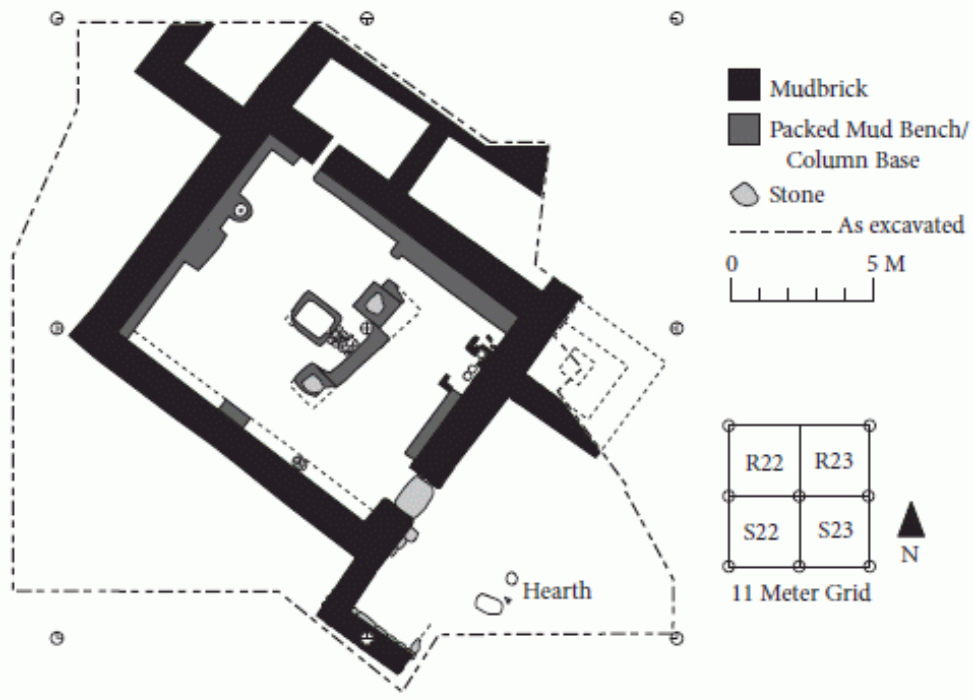 Mudbrick
Packed Mud Bench/
Column Base
Stone
As excavated
0 5 M
R22 R23
S22 S23
N
11 Meter Grid
Hearth